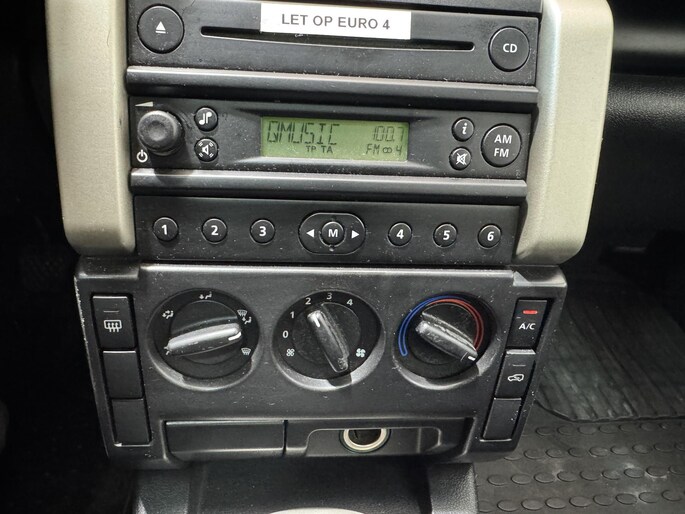 LET OP EURO 4
CD
QMUSIC 100.7
TP TA FM 4
i
AM
FM
1 2 3 M 4 5 6
0 1 2 3 4
A/C